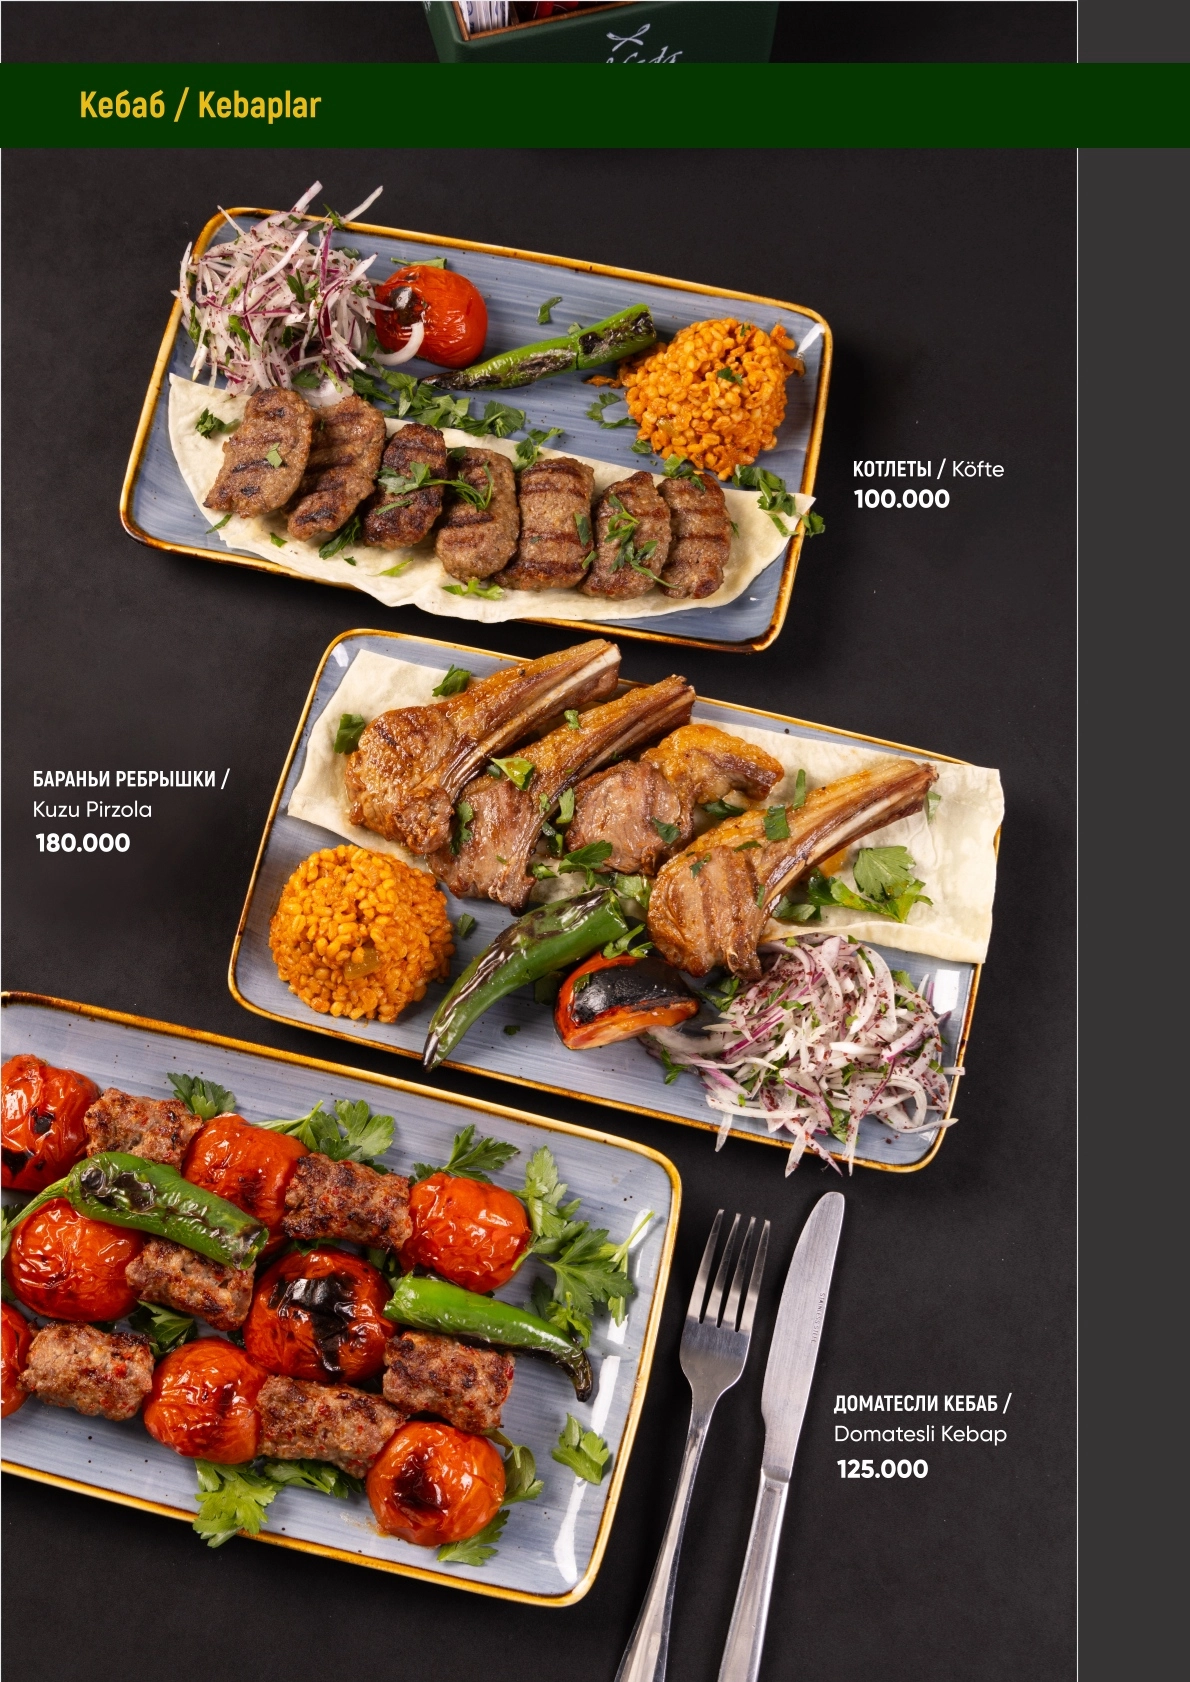 Кебаб / Kebaplar
КОТЛЕТЫ / Köfte
100.000
БАРАНЬИ РЕБРЫШКИ /
Kuzu Pirzola
180.000
ДОМАТЕСЛИ КЕБАБ /
Domatesli Kebap
125.000